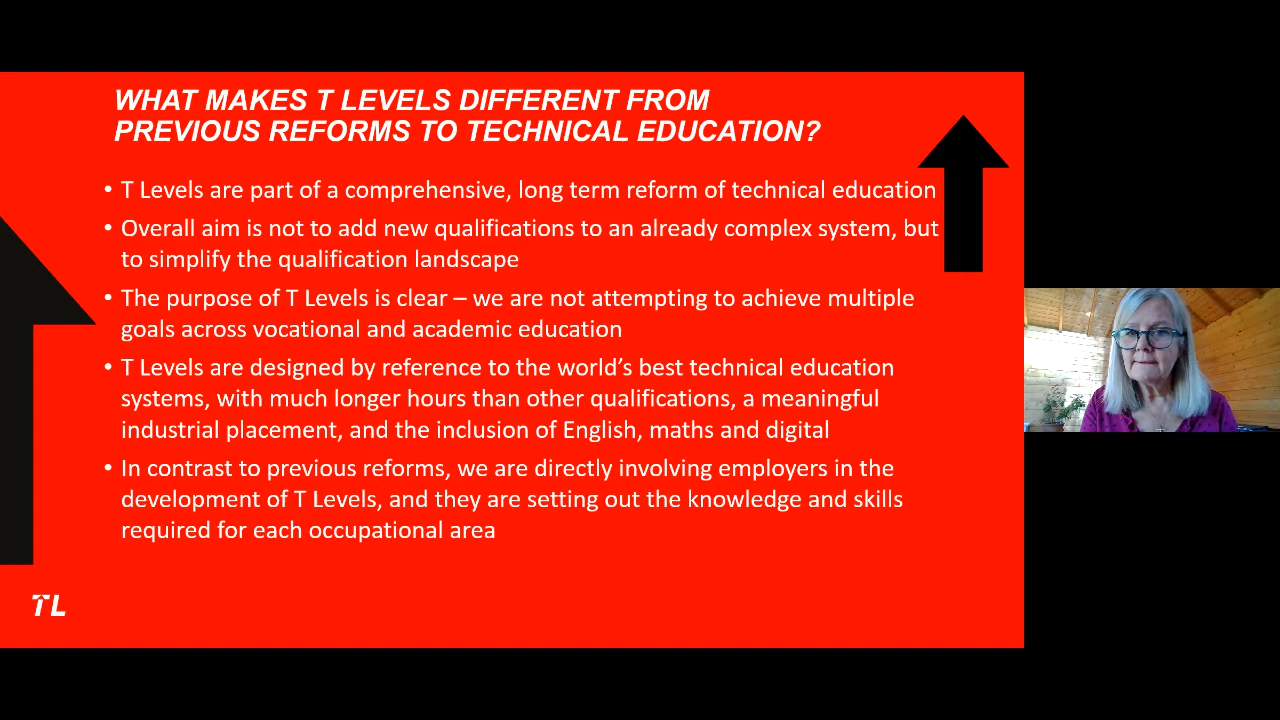 WHAT MAKES T LEVELS DIFFERENT FROM
PREVIOUS REFORMS TO TECHNICAL EDUCATION?
• T Levels are part of a comprehensive, long term reform of technical education
• Overall aim is not to add new qualifications to an already complex system, but
to simplify the qualification landscape
• The purpose of T Levels is clear – we are not attempting to achieve multiple
goals across vocational and academic education
• T Levels are designed by reference to the world’s best technical education
systems, with much longer hours than other qualifications, a meaningful
industrial placement, and the inclusion of English, maths and digital
• In contrast to previous reforms, we are directly involving employers in the
development of T Levels, and they are setting out the knowledge and skills
required for each occupational area
TL